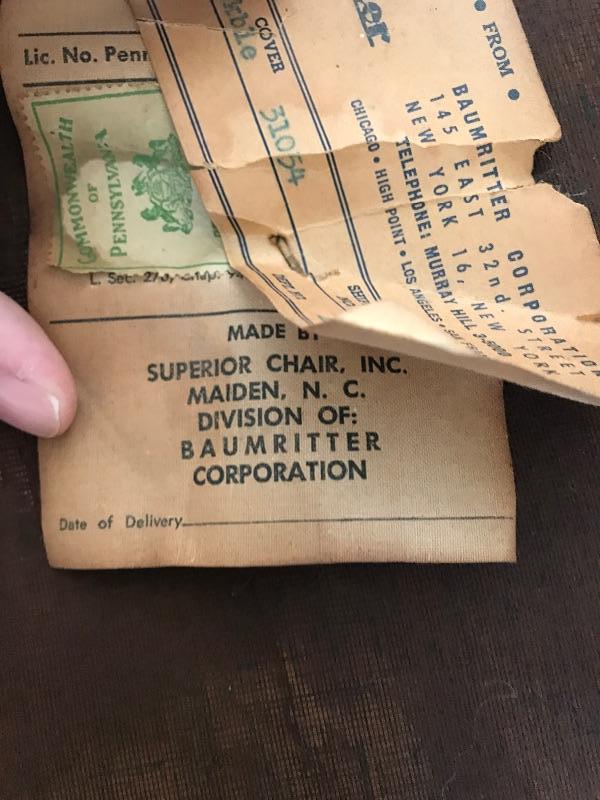 Lic. No. Penn
COMMONWEALTH
OF
PENNSYLVANIA
MADE
SUPERIOR CHAIR, INC.
MAIDEN, N. C.
DIVISION OF:
BAUMRITTER
CORPORATION
Date of Delivery
COVER
31054
• FROM •
BAUMRITTER CORPORATION
145 EAST 32nd. STREET
NEW YORK 16, NEW YORK
TELEPHONE: MURRAY HILL 3-
CHICAGO • HIGH POINT • LOS ANGELES •